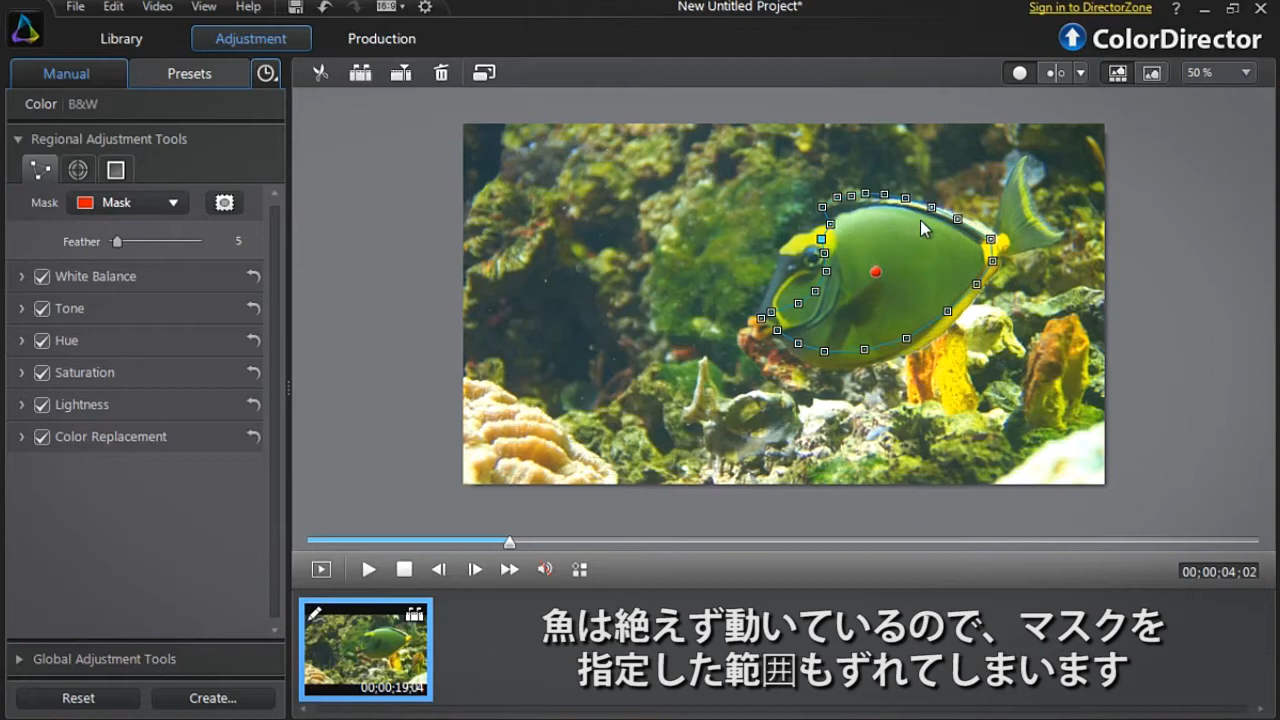 File Edit Video View Help
16:9
New Untitled Project*
Sign in to DirectorZone
?
Library
Adjustment
Production
ColorDirector
Manual
Presets
50 %
Color
B&W
Regional Adjustment Tools
Mask
Mask
Feather
5
White Balance
Tone
Hue
Saturation
Lightness
Color Replacement
00;00;04;02
魚は絶えず動いているので、マスクを
指定した範囲もずれてしまいます
00;00;19;04
Global Adjustment Tools
Reset
Create...